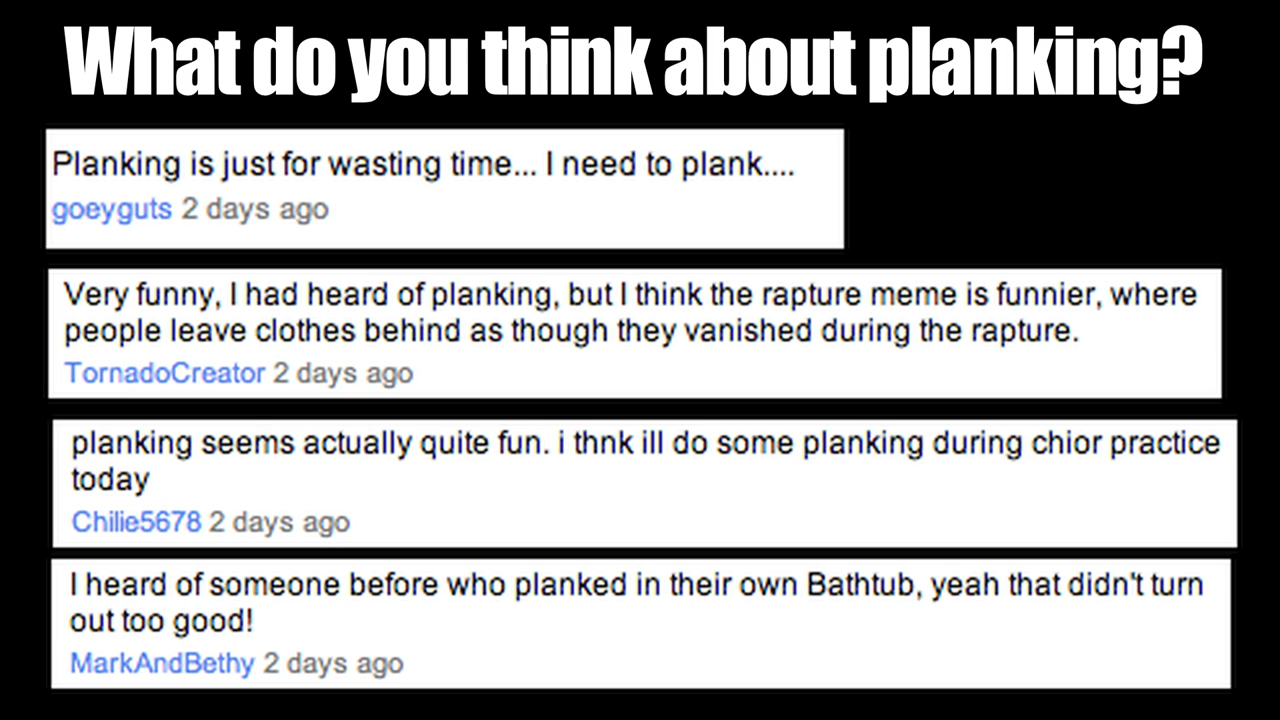 What do you think about planking?
Planking is just for wasting time... I need to plank....
goeyguts 2 days ago
Very funny, I had heard of planking, but I think the rapture meme is funnier, where
people leave clothes behind as though they vanished during the rapture.
TornadoCreator 2 days ago
planking seems actually quite fun. i thnk ill do some planking during chior practice
today
Chilie5678 2 days ago
I heard of someone before who planked in their own Bathtub, yeah that didn't turn
out too good!
MarkAndBethy 2 days ago